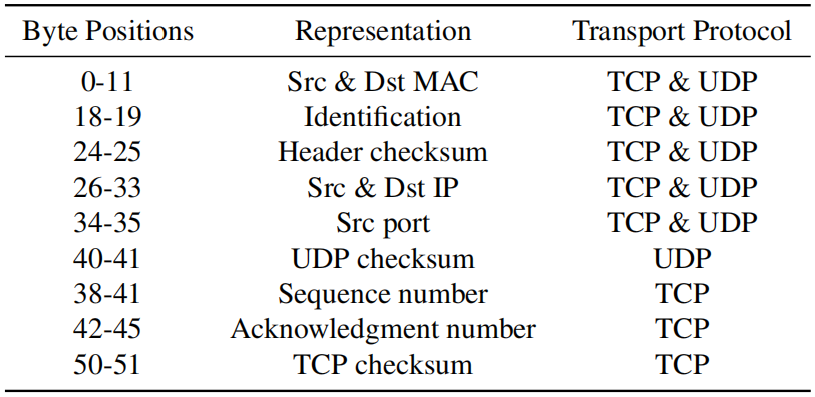 Byte Positions Representation Transport Protocol
0-11 Src & Dst MAC TCP & UDP
18-19 Identification TCP & UDP
24-25 Header checksum TCP & UDP
26-33 Src & Dst IP TCP & UDP
34-35 Src port TCP & UDP
40-41 UDP checksum UDP
38-41 Sequence number TCP
42-45 Acknowledgment number TCP
50-51 TCP checksum TCP